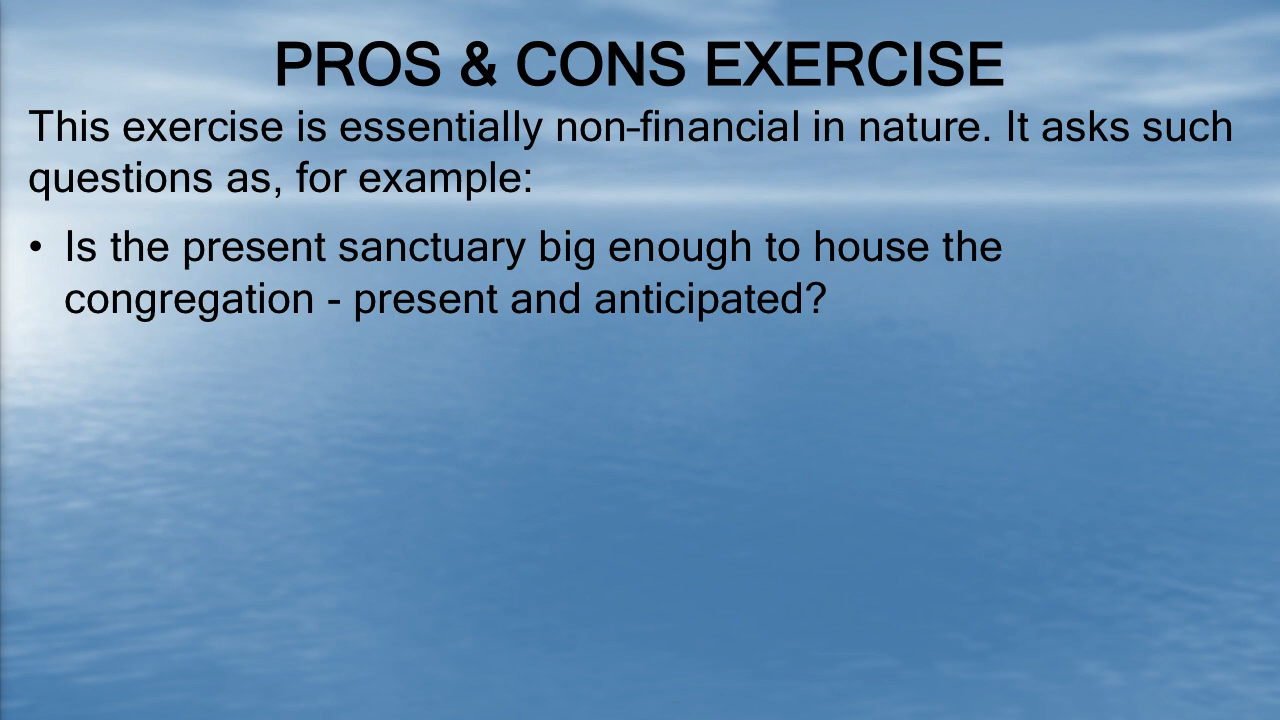 PROS & CONS EXERCISE
This exercise is essentially non-financial in nature. It asks such
questions as, for example:
• Is the present sanctuary big enough to house the
congregation - present and anticipated?